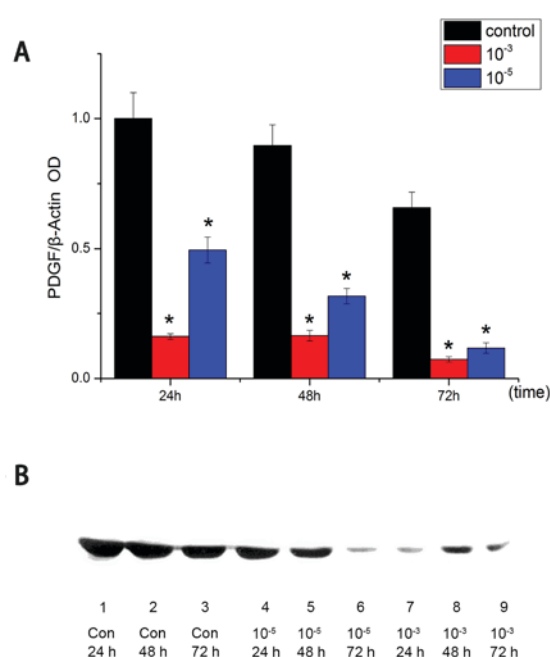 A
control
10⁻³
10⁻⁵
PDGF/β-Actin OD
1.0
0.5
0.0
*
*
*
*
*
*
24h 48h 72h (time)
B
1 2 3 4 5 6 7 8 9
Con Con Con 10⁻⁵ 10⁻⁵ 10⁻⁵ 10⁻³ 10⁻³ 10⁻³
24 h 48 h 72 h 24 h 48 h 72 h 24 h 48 h 72 h